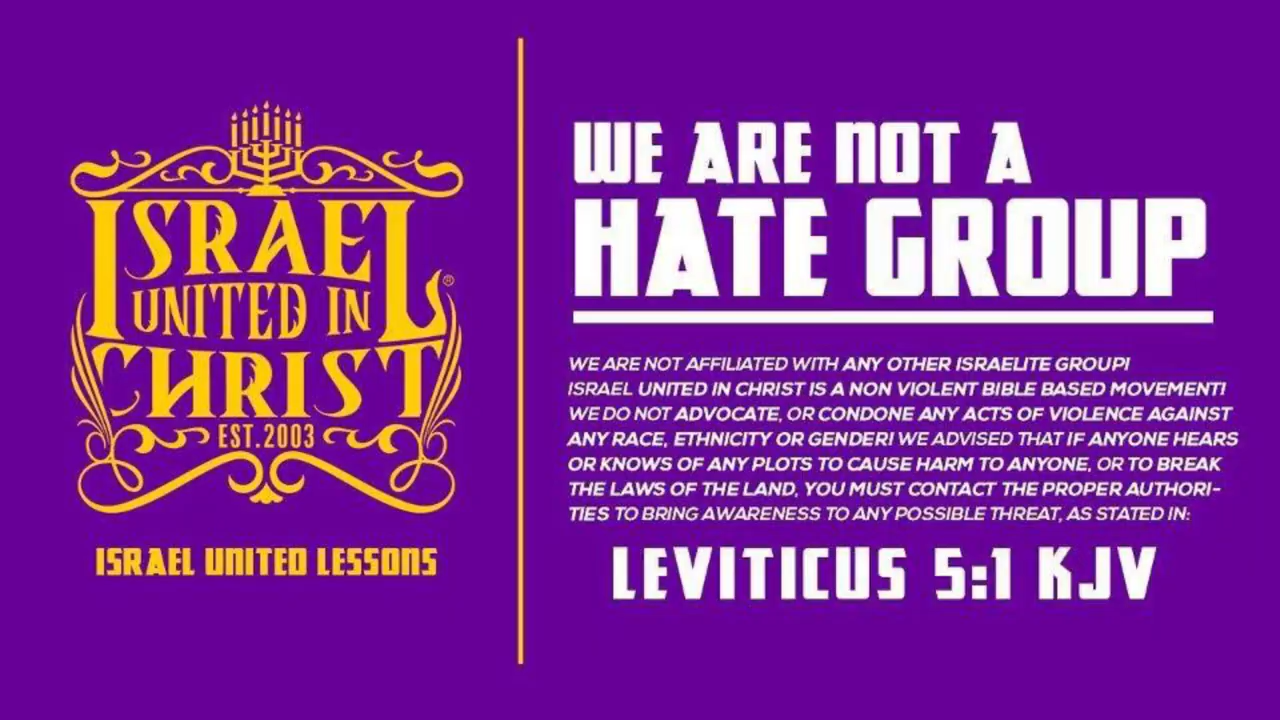 ISRAEL
UNITED IN
CHRIST
EST.2003
®
ISRAEL UNITED LESSONS
WE ARE NOT A
HATE GROUP
WE ARE NOT AFFILIATED WITH ANY OTHER ISRAELITE GROUP!
ISRAEL UNITED IN CHRIST IS A NON VIOLENT BIBLE BASED MOVEMENT!
WE DO NOT ADVOCATE, OR CONDONE ANY ACTS OF VIOLENCE AGAINST
ANY RACE, ETHNICITY OR GENDER! WE ADVISED THAT IF ANYONE HEARS
OR KNOWS OF ANY PLOTS TO CAUSE HARM TO ANYONE, OR TO BREAK
THE LAWS OF THE LAND, YOU MUST CONTACT THE PROPER AUTHORI-
TIES TO BRING AWARENESS TO ANY POSSIBLE THREAT, AS STATED IN:
LEVITICUS 5:1 KJV